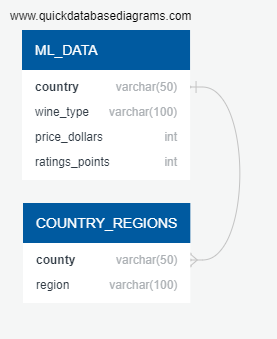 www.quickdatabasediagrams.com
ML_DATA
country varchar(50)
wine_type varchar(100)
price_dollars int
ratings_points int
COUNTRY_REGIONS
county varchar(50)
region varchar(100)